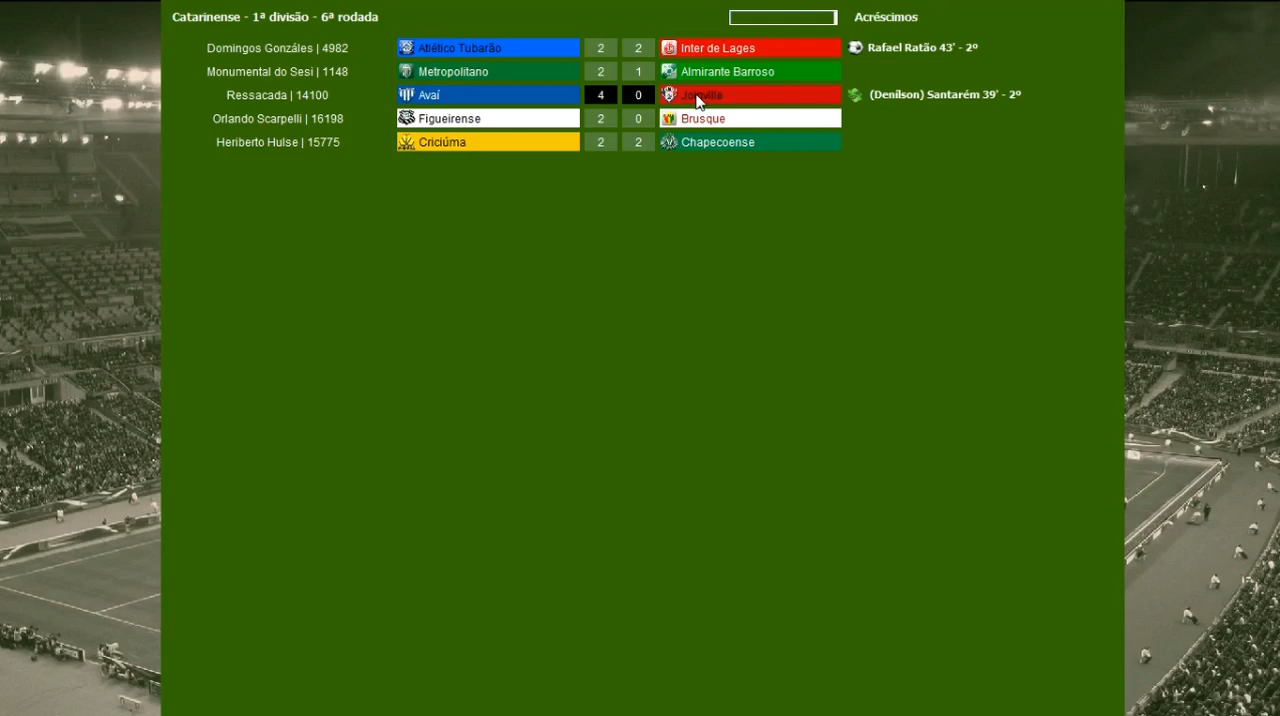 Catarinense - 1ª divisão - 6ª rodada Acréscimos
Domingos Gonzáles | 4982 Atlético Tubarão 2 2 Inter de Lages Rafael Ratão 43' - 2º
Monumental do Sesi | 1148 Metropolitano 2 1 Almirante Barroso
Ressacada | 14100 Avaí 4 0 Joinville (Denílson) Santarém 39' - 2º
Orlando Scarpelli | 16198 Figueirense 2 0 Brusque
Heriberto Hulse | 15775 Criciúma 2 2 Chapecoense